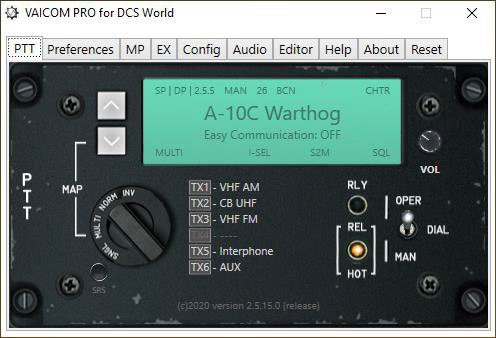 VAICOM PRO for DCS World
PTT Preferences MP EX Config Audio Editor Help About Reset
SP | DP | 2.5.5 MAN 26 BCN CHTR
A-10C Warthog
Easy Communication: OFF
MULTI I-SEL S2M SQL
VOL
PTT
MAP
SNGL MULTI NORM INV
SRS
TX1 - VHF AM
TX2 - CB UHF
TX3 - VHF FM
TX4 - ----
TX5 - Interphone
TX6 - AUX
RLY
REL
HOT
OPER
DIAL
MAN
(c)2020 version 2.5.15.0 (release)